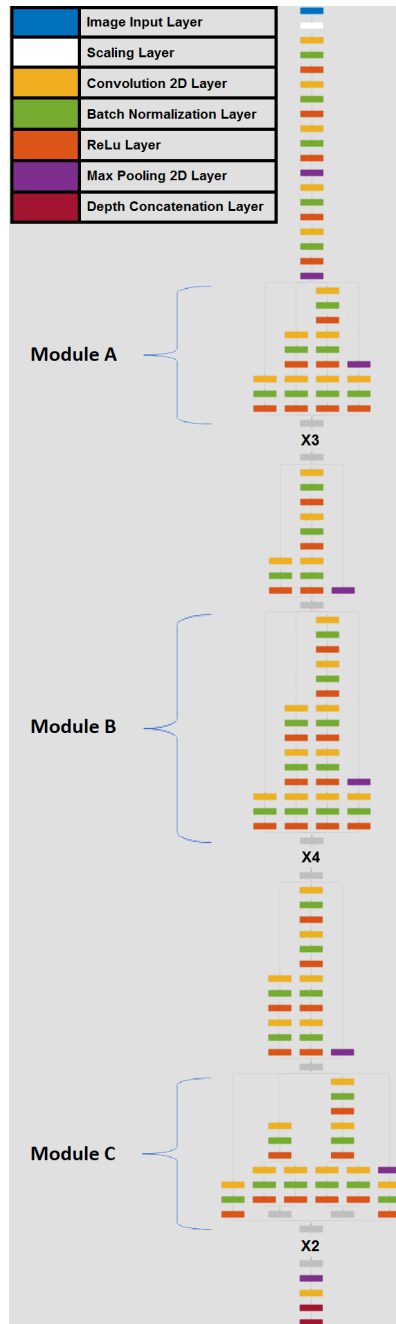 Image Input Layer
Scaling Layer
Convolution 2D Layer
Batch Normalization Layer
ReLu Layer
Max Pooling 2D Layer
Depth Concatenation Layer
Module A
X3
Module B
X4
Module C
X2